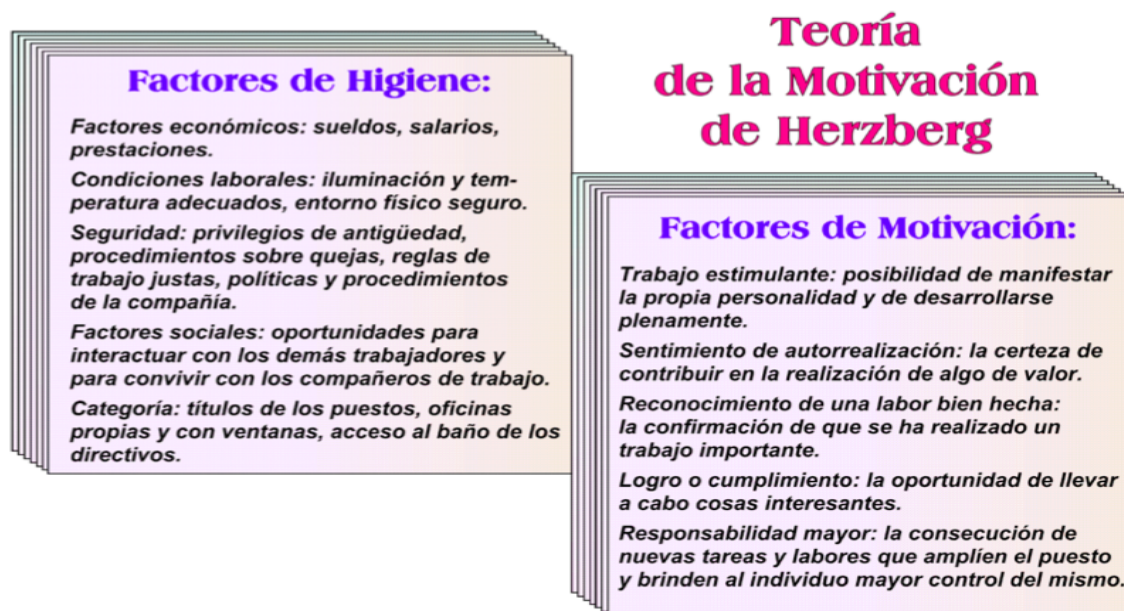 Teoría
de la Motivación
de Herzberg
Factores de Higiene:
Factores económicos: sueldos, salarios,
prestaciones.
Condiciones laborales: iluminación y tem-
peratura adecuados, entorno físico seguro.
Seguridad: privilegios de antigüedad,
procedimientos sobre quejas, reglas de
trabajo justas, políticas y procedimientos
de la compañía.
Factores sociales: oportunidades para
interactuar con los demás trabajadores y
para convivir con los compañeros de trabajo.
Categoría: títulos de los puestos, oficinas
propias y con ventanas, acceso al baño de los
directivos.
Factores de Motivación:
Trabajo estimulante: posibilidad de manifestar
la propia personalidad y de desarrollarse
plenamente.
Sentimiento de autorrealización: la certeza de
contribuir en la realización de algo de valor.
Reconocimiento de una labor bien hecha:
la confirmación de que se ha realizado un
trabajo importante.
Logro o cumplimiento: la oportunidad de llevar
a cabo cosas interesantes.
Responsabilidad mayor: la consecución de
nuevas tareas y labores que amplíen el puesto
y brinden al individuo mayor control del mismo.